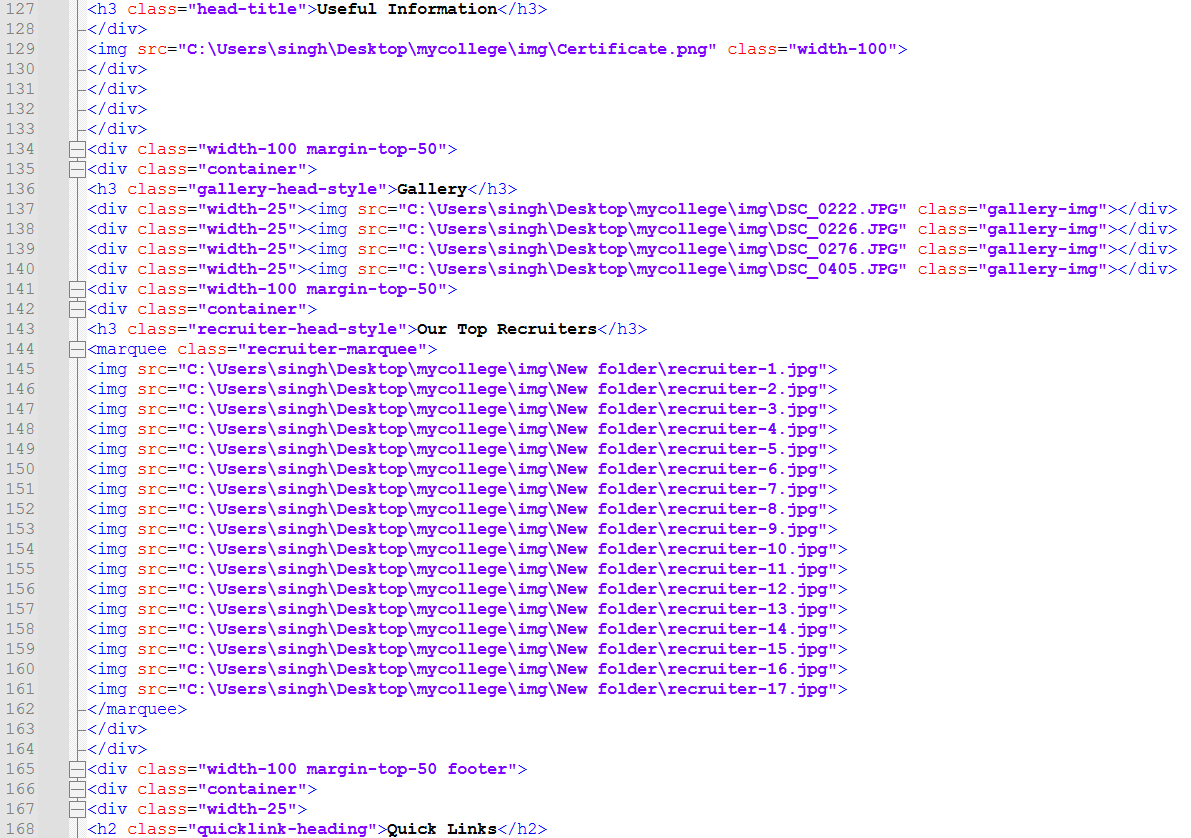 127 <h3 class="head-title">Useful Information</h3>
128 </div>
129 <img src="C:\Users\singh\Desktop\mycollege\img\Certificate.png" class="width-100">
130 </div>
131 </div>
132 </div>
133 </div>
134 <div class="width-100 margin-top-50">
135 <div class="container">
136 <h3 class="gallery-head-style">Gallery</h3>
137 <div class="width-25"><img src="C:\Users\singh\Desktop\mycollege\img\DSC_0222.JPG" class="gallery-img"></div>
138 <div class="width-25"><img src="C:\Users\singh\Desktop\mycollege\img\DSC_0226.JPG" class="gallery-img"></div>
139 <div class="width-25"><img src="C:\Users\singh\Desktop\mycollege\img\DSC_0276.JPG" class="gallery-img"></div>
140 <div class="width-25"><img src="C:\Users\singh\Desktop\mycollege\img\DSC_0405.JPG" class="gallery-img"></div>
141 <div class="width-100 margin-top-50">
142 <div class="container">
143 <h3 class="recruiter-head-style">Our Top Recruiters</h3>
144 <marquee class="recruiter-marquee">
145 <img src="C:\Users\singh\Desktop\mycollege\img\New folder\recruiter-1.jpg">
146 <img src="C:\Users\singh\Desktop\mycollege\img\New folder\recruiter-2.jpg">
147 <img src="C:\Users\singh\Desktop\mycollege\img\New folder\recruiter-3.jpg">
148 <img src="C:\Users\singh\Desktop\mycollege\img\New folder\recruiter-4.jpg">
149 <img src="C:\Users\singh\Desktop\mycollege\img\New folder\recruiter-5.jpg">
150 <img src="C:\Users\singh\Desktop\mycollege\img\New folder\recruiter-6.jpg">
151 <img src="C:\Users\singh\Desktop\mycollege\img\New folder\recruiter-7.jpg">
152 <img src="C:\Users\singh\Desktop\mycollege\img\New folder\recruiter-8.jpg">
153 <img src="C:\Users\singh\Desktop\mycollege\img\New folder\recruiter-9.jpg">
154 <img src="C:\Users\singh\Desktop\mycollege\img\New folder\recruiter-10.jpg">
155 <img src="C:\Users\singh\Desktop\mycollege\img\New folder\recruiter-11.jpg">
156 <img src="C:\Users\singh\Desktop\mycollege\img\New folder\recruiter-12.jpg">
157 <img src="C:\Users\singh\Desktop\mycollege\img\New folder\recruiter-13.jpg">
158 <img src="C:\Users\singh\Desktop\mycollege\img\New folder\recruiter-14.jpg">
159 <img src="C:\Users\singh\Desktop\mycollege\img\New folder\recruiter-15.jpg">
160 <img src="C:\Users\singh\Desktop\mycollege\img\New folder\recruiter-16.jpg">
161 <img src="C:\Users\singh\Desktop\mycollege\img\New folder\recruiter-17.jpg">
162 </marquee>
163 </div>
164 </div>
165 <div class="width-100 margin-top-50 footer">
166 <div class="container">
167 <div class="width-25">
168 <h2 class="quicklink-heading">Quick Links</h2>